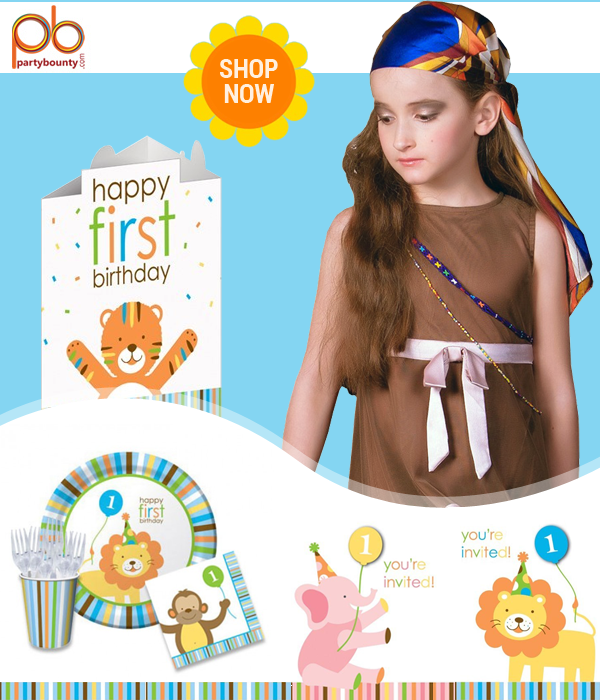 pb
partybounty.com
SHOP
NOW
happy
first
birthday
1
happy
first
birthday
1
1
you're
invited!
you're
invited!
1